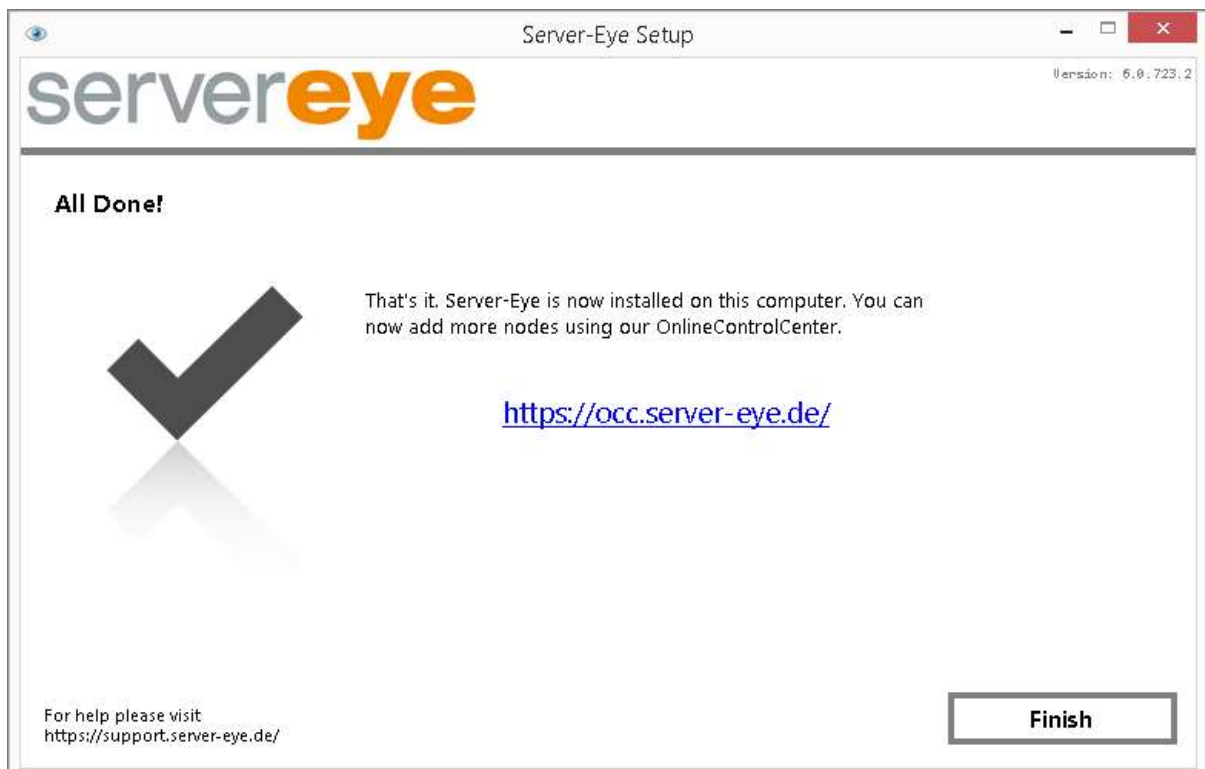 Server-Eye Setup
servereye
Version: 6.0.723.2
All Done!
That's it. Server-Eye is now installed on this computer. You can
now add more nodes using our OnlineControlCenter.
https://occ.server-eye.de/
For help please visit
https://support.server-eye.de/
Finish